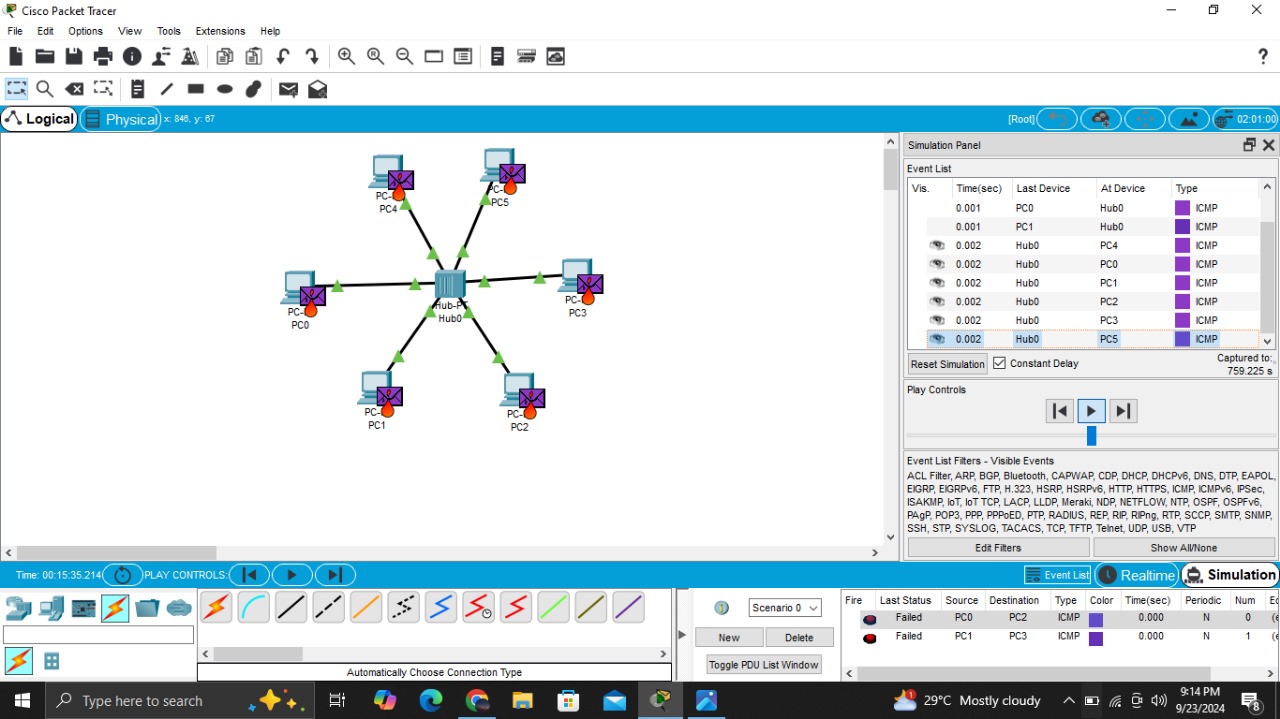 Cisco Packet Tracer
File Edit Options View Tools Extensions Help
?
Logical Physical x: 846, y: 67 [Root] 02:01:00
PC4
PC5
PC0
Hub-PT
Hub0
PC3
PC1
PC2
Simulation Panel
Event List
Vis. Time(sec) Last Device At Device Type
0.001 PC0 Hub0 ICMP
0.001 PC1 Hub0 ICMP
0.002 Hub0 PC4 ICMP
0.002 Hub0 PC0 ICMP
0.002 Hub0 PC1 ICMP
0.002 Hub0 PC2 ICMP
0.002 Hub0 PC3 ICMP
0.002 Hub0 PC5 ICMP
Reset Simulation Constant Delay Captured to:
759.225 s
Play Controls
Event List Filters - Visible Events
ACL Filter, ARP, BGP, Bluetooth, CAPWAP, CDP, DHCP, DHCPv6, DNS, DTP, EAPOL,
EIGRP, EIGRPv6, FTP, H.323, HSRP, HSRPv6, HTTP, HTTPS, ICMP, ICMPv6, IPSec,
ISAKMP, IoT, IoT TCP, LACP, LLDP, Meraki, NDP, NETFLOW, NTP, OSPF, OSPFv6,
PAgP, POP3, PPP, PPPoED, PTP, RADIUS, REP, RIP, RIPng, RTP, SCCP, SMTP, SNMP,
SSH, STP, SYSLOG, TACACS, TCP, TFTP, Telnet, UDP, USB, VTP
Edit Filters Show All/None
Time: 00:15:35.214 PLAY CONTROLS: Event List Realtime Simulation
Scenario 0
New Delete
Toggle PDU List Window
Fire Last Status Source Destination Type Color Time(sec) Periodic Num
Failed PC0 PC2 ICMP 0.000 N 0
Failed PC1 PC3 ICMP 0.000 N 1
Automatically Choose Connection Type
Type here to search
1
29°C Mostly cloudy
9:14 PM
9/23/2024
8